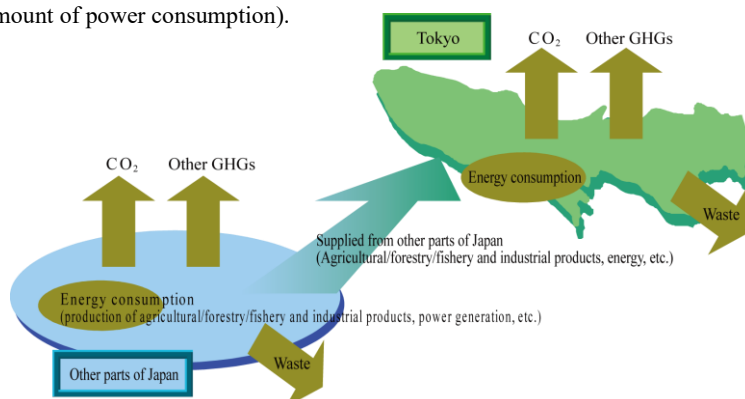 mount of power consumption).
Tokyo
CO₂ Other GHGs
Energy consumption
Waste
CO₂ Other GHGs
Supplied from other parts of Japan
(Agricultural/forestry/fishery and industrial products, energy, etc.)
Energy consumption
(production of agricultural/forestry/fishery and industrial products, power generation, etc.)
Waste
Other parts of Japan